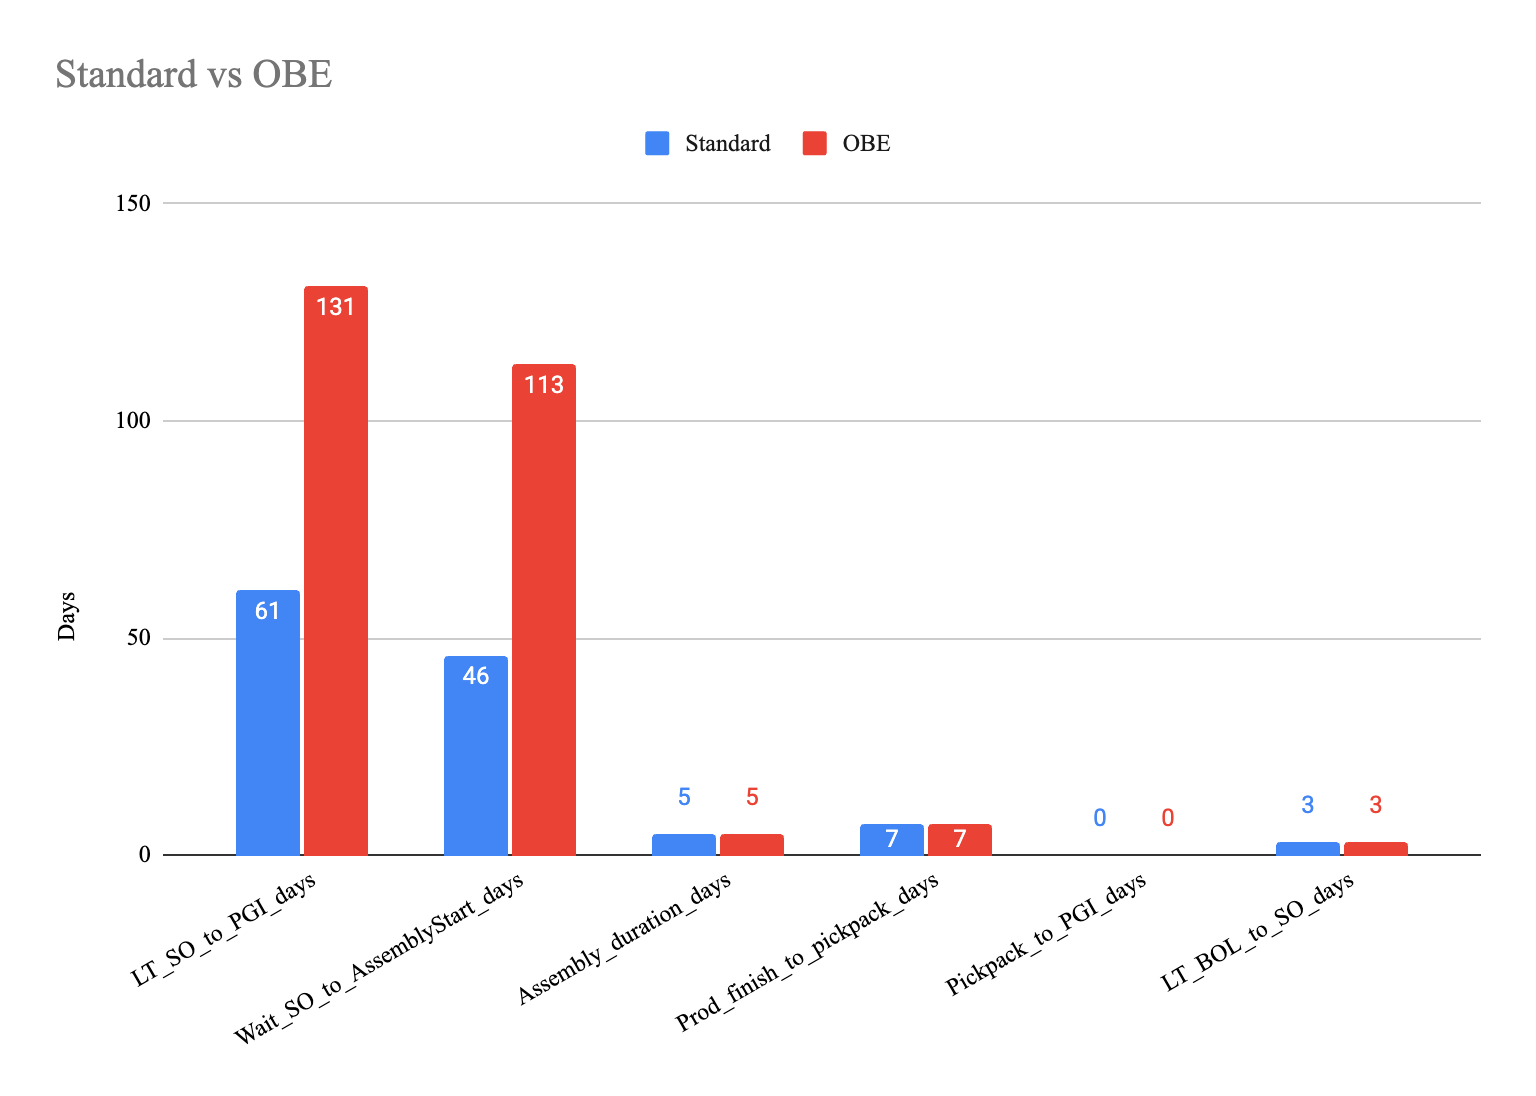 Standard vs OBE
Standard
OBE
150
100
50
0
Days
61
131
46
113
5
5
7
7
0
0
3
3
LT_SO_to_PGI_days
Wait_SO_to_AssemblyStart_days
Assembly_duration_days
Prod_finish_to_pickpack_days
Pickpack_to_PGI_days
LT_BOL_to_SO_days